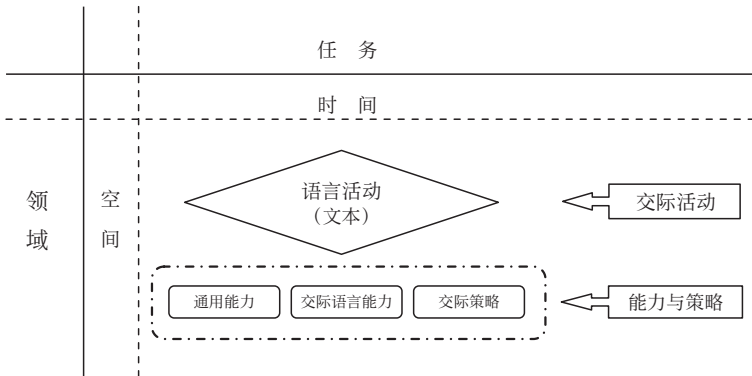 任 务
时 间
领域
空间
语言活动
（文本）
交际活动
通用能力
交际语言能力
交际策略
能力与策略